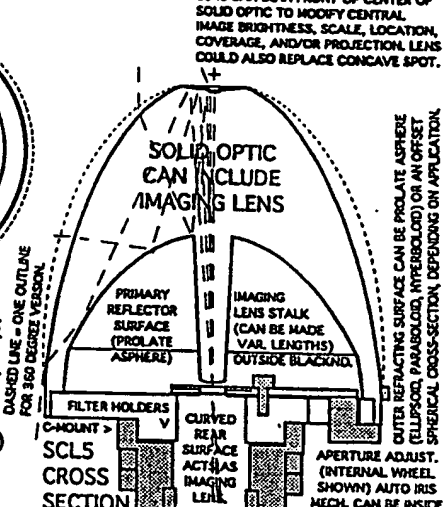 SOLID OPTIC TO MODIFY CENTRAL
IMAGE BRIGHTNESS, SCALE, LOCATION,
COVERAGE, AND/OR PROJECTION. LENS
COULD ALSO REPLACE CONCAVE SPOT.
SOLID OPTIC
CAN INCLUDE
IMAGING LENS
DASHED LINE = ONE OUTLINE
FOR 360 DEGREE VERSION.
PRIMARY
REFLECTOR
SURFACE
(PROLATE
ASPHERE)
IMAGING
LENS STALK
(CAN BE MADE
VAR. LENGTHS)
OUTSIDE BLACKND.
OUTER REFRACTING SURFACE CAN BE PROLATE ASPHERE
(ELLIPSOID, PARABOLOID, HYPERBOLOID) OR AN OFFSET
SPHERICAL CROSS-SECTION, DEPENDING ON APPLICATION.
FILTER HOLDERS
V
C-MOUNT >
SCL5
CROSS
SECTION
CURVED
REAR
SURFACE
ACTS AS
IMAGING
LENS
APERTURE ADJUST.
(INTERNAL WHEEL
SHOWN) AUTO IRIS
MECH. CAN BE INSIDE